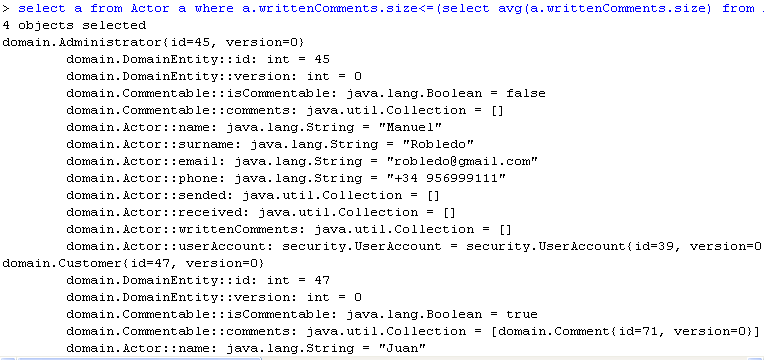 > select a from Actor a where a.writtenComments.size<=(select avg(a.writtenComments.size) from
4 objects selected
domain.Administrator{id=45, version=0}
domain.DomainEntity::id: int = 45
domain.DomainEntity::version: int = 0
domain.Commentable::isCommentable: java.lang.Boolean = false
domain.Commentable::comments: java.util.Collection = []
domain.Actor::name: java.lang.String = "Manuel"
domain.Actor::surname: java.lang.String = "Robledo"
domain.Actor::email: java.lang.String = "robledo@gmail.com"
domain.Actor::phone: java.lang.String = "+34 956999111"
domain.Actor::sended: java.util.Collection = []
domain.Actor::received: java.util.Collection = []
domain.Actor::writtenComments: java.util.Collection = []
domain.Actor::userAccount: security.UserAccount = security.UserAccount{id=39, version=0
domain.Customer{id=47, version=0}
domain.DomainEntity::id: int = 47
domain.DomainEntity::version: int = 0
domain.Commentable::isCommentable: java.lang.Boolean = true
domain.Commentable::comments: java.util.Collection = [domain.Comment{id=71, version=0}]
domain.Actor::name: java.lang.String = "Juan"